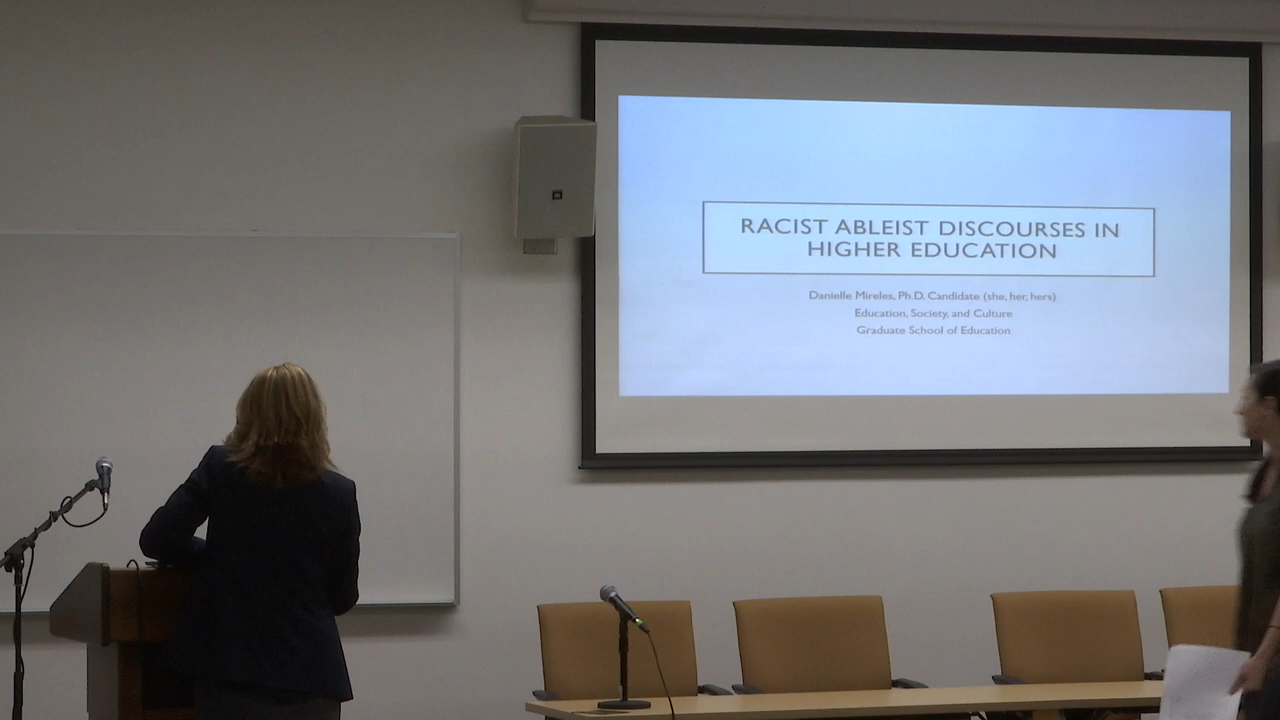 RACIST ABLEIST DISCOURSES IN
HIGHER EDUCATION
Danielle Mireles, Ph.D. Candidate (she, her, hers)
Education, Society, and Culture
Graduate School of Education